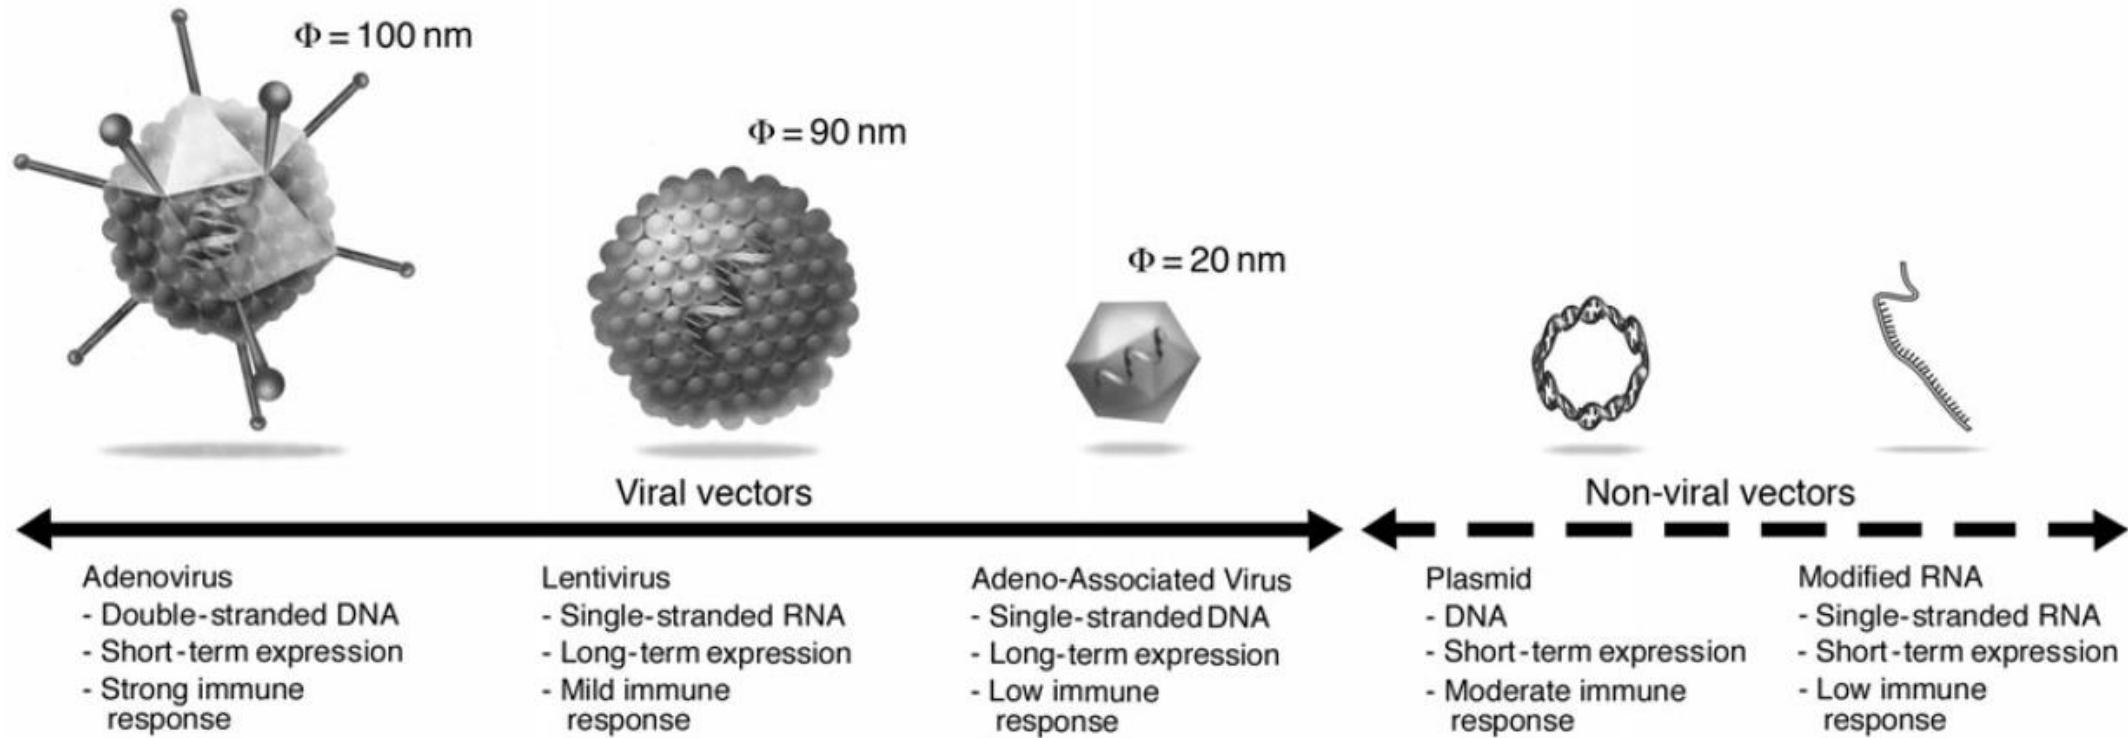 Φ = 100 nm
Φ = 90 nm
Φ = 20 nm
Viral vectors
Non-viral vectors
Adenovirus
- Double-stranded DNA
- Short-term expression
- Strong immune
response
Lentivirus
- Single-stranded RNA
- Long-term expression
- Mild immune
response
Adeno-Associated Virus
- Single-stranded DNA
- Long-term expression
- Low immune
response
Plasmid
- DNA
- Short-term expression
- Moderate immune
response
Modified RNA
- Single-stranded RNA
- Short-term expression
- Low immune
response